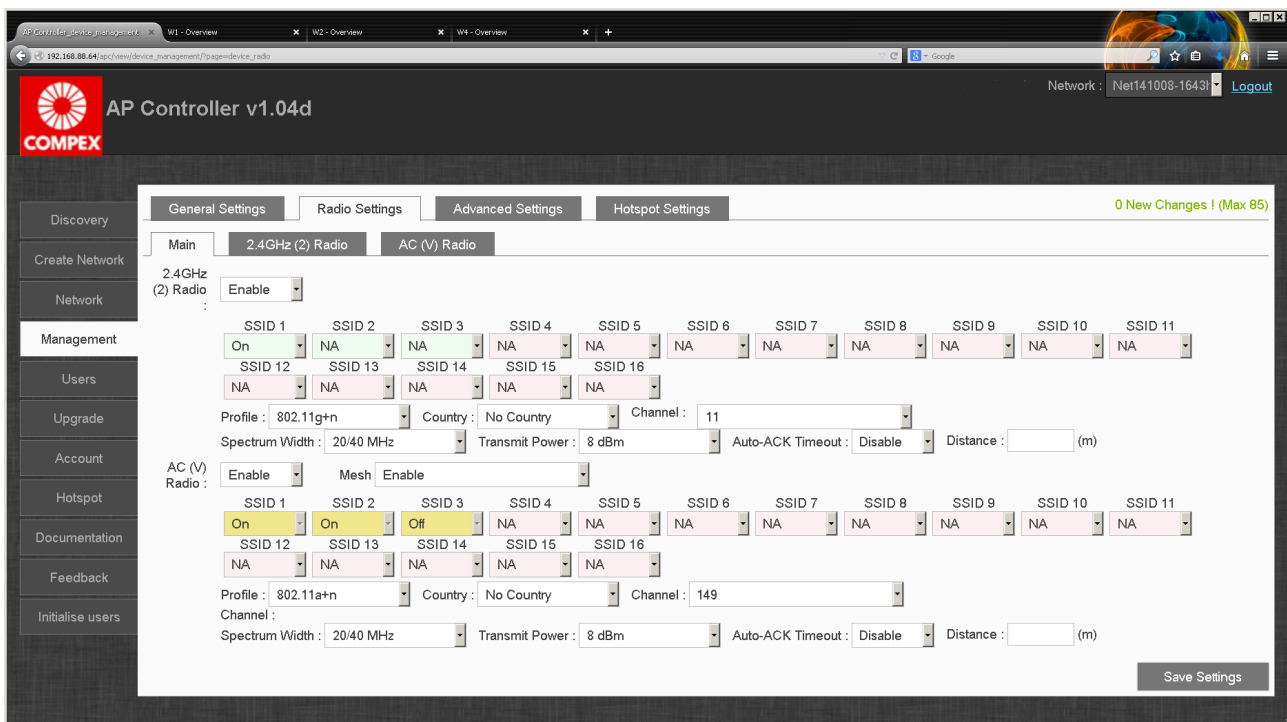 AP Controller_device_management W1 - Overview W2 - Overview W4 - Overview
192.168.88.64/apc/view/device_management/?page=device_radio Google
Network : Net141008-1643 Logout
COMPEX
AP Controller v1.04d
General Settings Radio Settings Advanced Settings Hotspot Settings 0 New Changes ! (Max 85)
Discovery
Create Network
Network
Management
Users
Upgrade
Account
Hotspot
Documentation
Feedback
Initialise users
Main 2.4GHz (2) Radio AC (V) Radio
2.4GHz (2) Radio : Enable
SSID 1 SSID 2 SSID 3 SSID 4 SSID 5 SSID 6 SSID 7 SSID 8 SSID 9 SSID 10 SSID 11
On NA NA NA NA NA NA NA NA NA NA
SSID 12 SSID 13 SSID 14 SSID 15 SSID 16
NA NA NA NA NA
Profile : 802.11g+n Country : No Country Channel : 11
Spectrum Width : 20/40 MHz Transmit Power : 8 dBm Auto-ACK Timeout : Disable Distance : (m)
AC (V) Radio : Enable Mesh Enable
SSID 1 SSID 2 SSID 3 SSID 4 SSID 5 SSID 6 SSID 7 SSID 8 SSID 9 SSID 10 SSID 11
On On Off NA NA NA NA NA NA NA NA
SSID 12 SSID 13 SSID 14 SSID 15 SSID 16
NA NA NA NA NA
Profile : 802.11a+n Country : No Country Channel : 149
Channel :
Spectrum Width : 20/40 MHz Transmit Power : 8 dBm Auto-ACK Timeout : Disable Distance : (m)
Save Settings